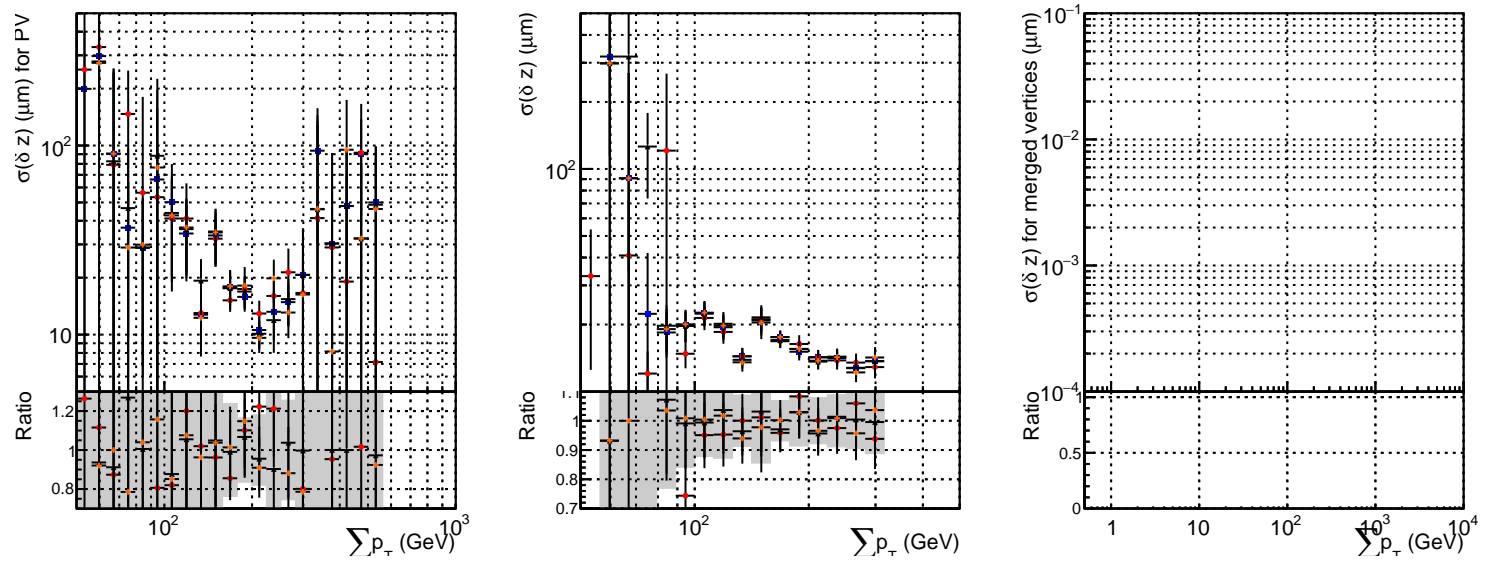 σ(δ z) (μm) for PV
10²
10
Ratio
1.2
1
0.8
10²
10³
∑p_T (GeV)
σ(δ z) (μm)
10²
Ratio
1.1
1
0.9
0.8
0.7
10²
∑p_T (GeV)
σ(δ z) for merged vertices (μm)
10⁻¹
10⁻²
10⁻³
10⁻⁴
Ratio
1
0.5
0
1
10
10²
10³
10⁴
∑p_T (GeV)